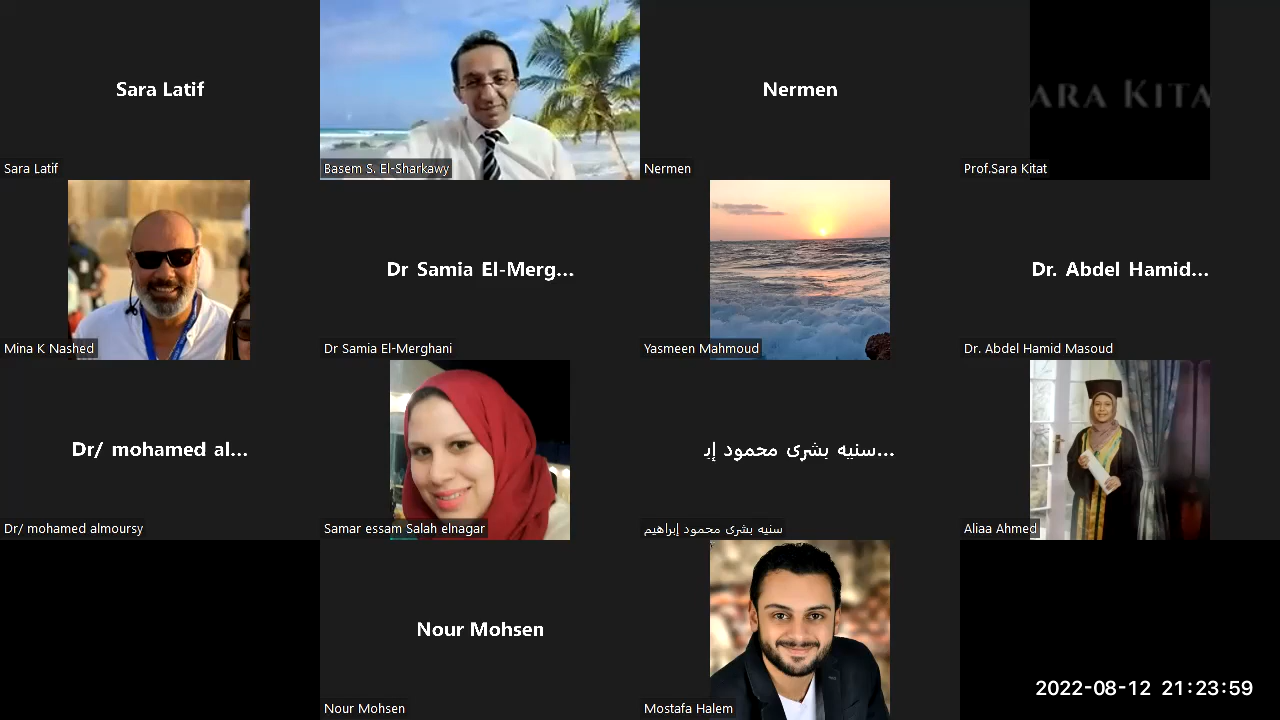 Sara Latif
Sara Latif
Basem S. El-Sharkawy
Nermen
Nermen
ARA KITA
Prof.Sara Kitat
Mina K Nashed
Dr Samia El-Merg...
Dr Samia El-Merghani
Yasmeen Mahmoud
Dr. Abdel Hamid...
Dr. Abdel Hamid Masoud
Dr/ mohamed al...
Dr/ mohamed almoursy
Samar essam Salah elnagar
سنيه بشرى محمود إبـ...
سنيه بشرى محمود إبراهيم
Aliaa Ahmed
Nour Mohsen
Nour Mohsen
Mostafa Halem
2022-08-12 21:23:59